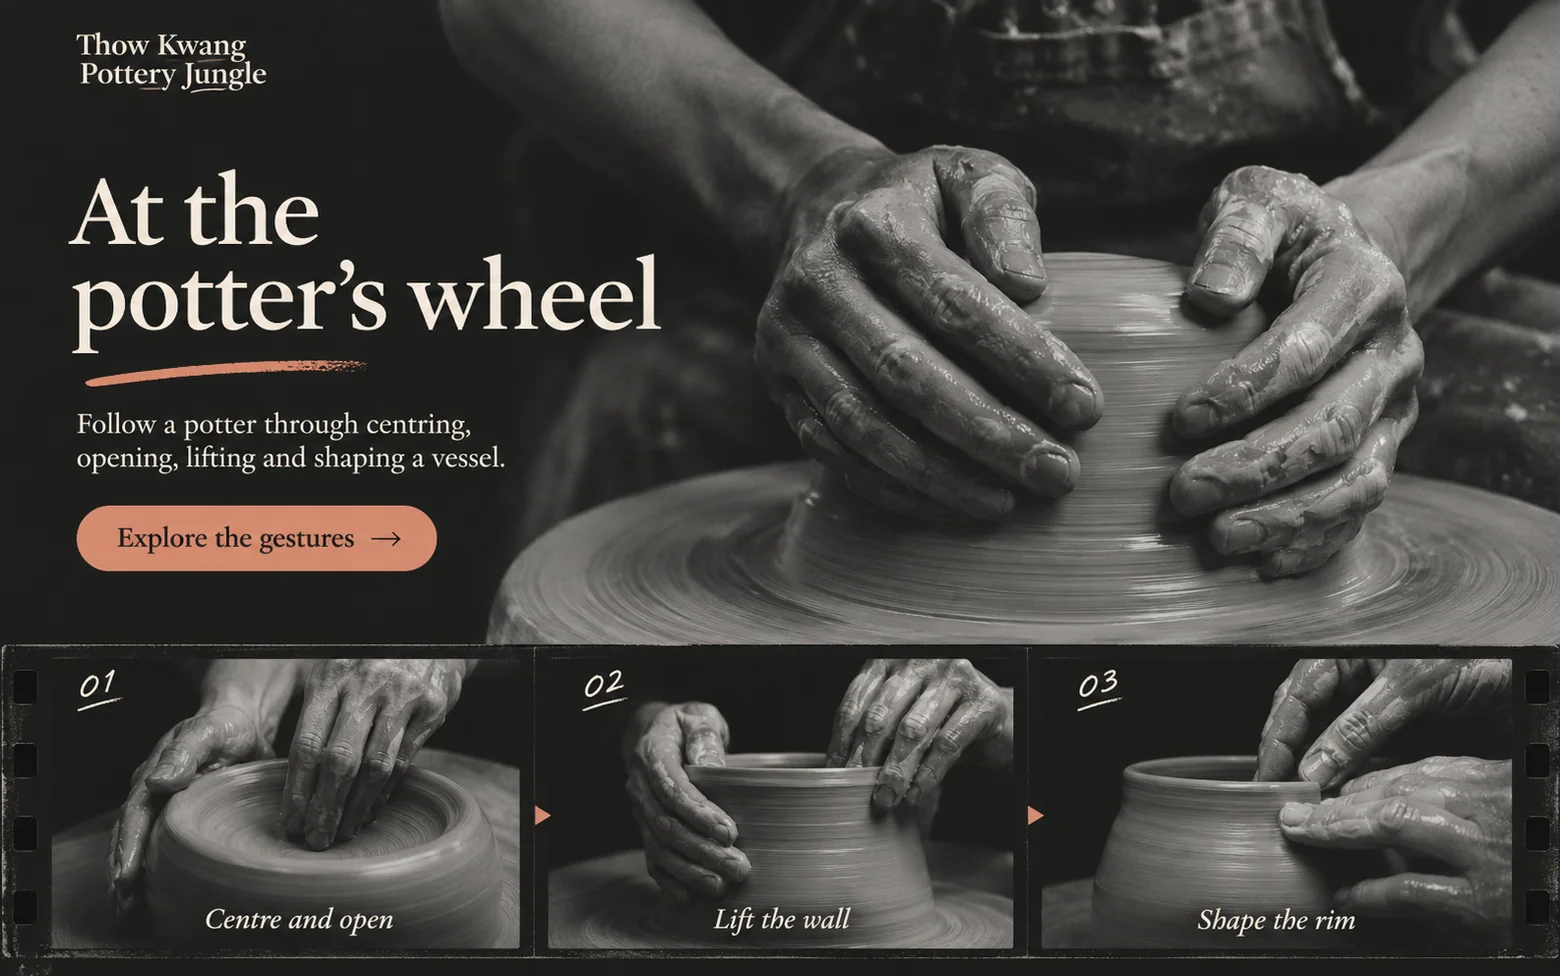 Thow Kwang
Pottery Jungle
At the
potter’s wheel
Follow a potter through centring,
opening, lifting and shaping a vessel.
Explore the gestures →
01
Centre and open
02
Lift the wall
03
Shape the rim